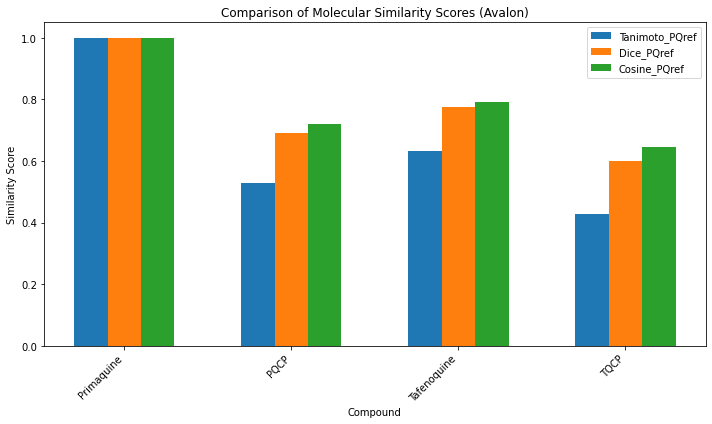 Comparison of Molecular Similarity Scores (Avalon)
Tanimoto_PQref
Dice_PQref
Cosine_PQref
Similarity Score
1.0
0.8
0.6
0.4
0.2
0.0
Primaquine
PQCP
Tafenoquine
TQCP
Compound